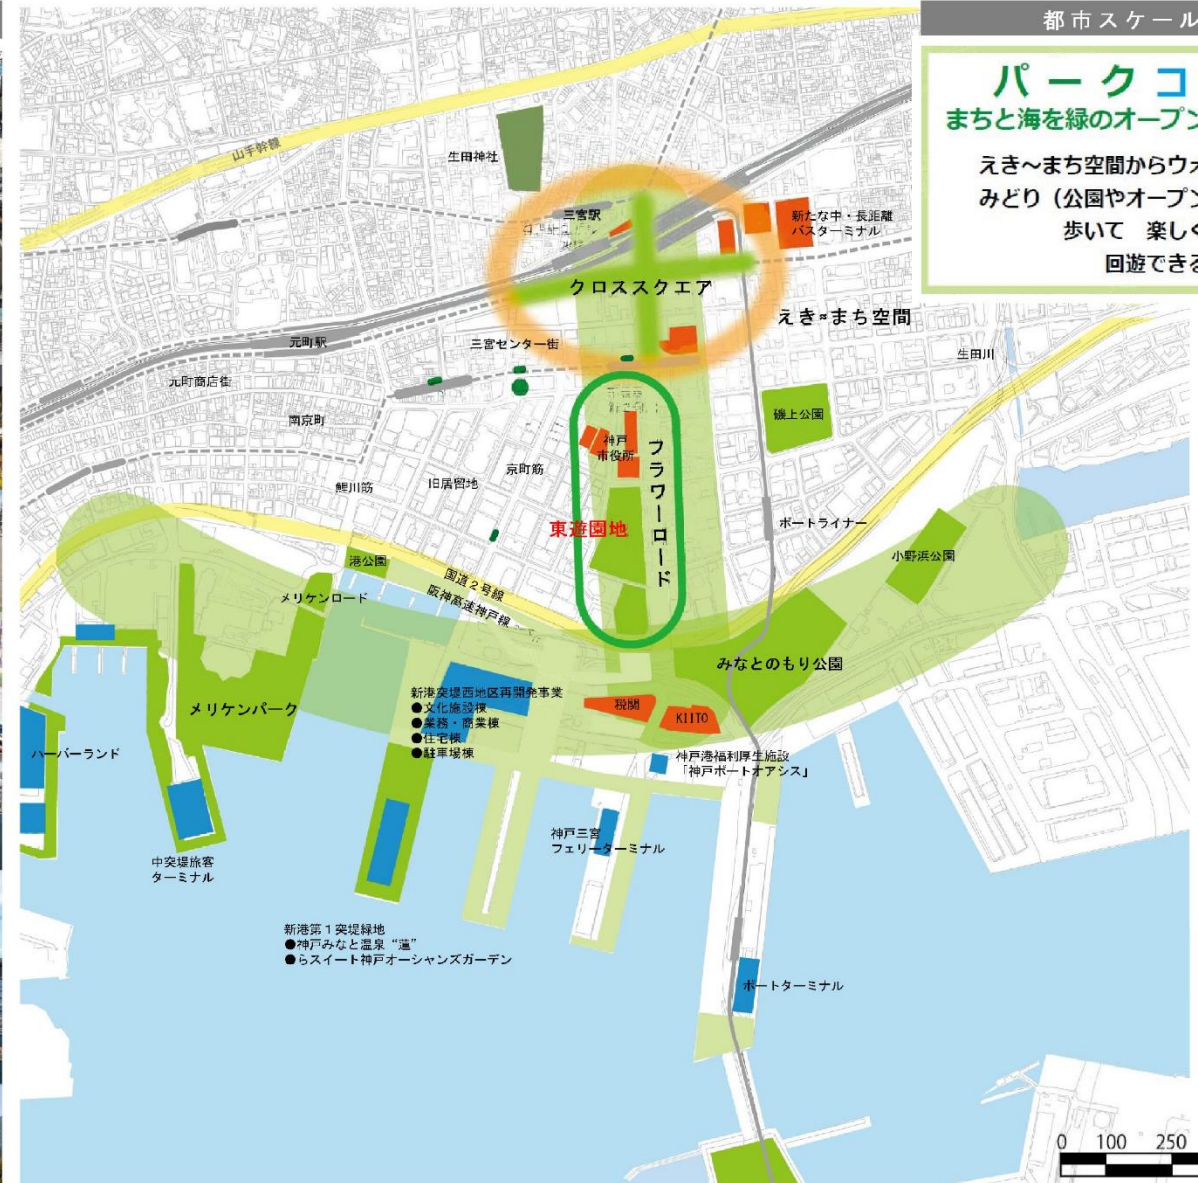 都市スケール
パークコ
まちと海を緑のオープン
えき～まち空間からウォ
みどり（公園やオープン
歩いて　楽しく
回遊できる
山手幹線
生田神社
三宮駅
新たな中・長距離
バスターミナル
クロススクエア
えき≈まち空間
元町駅
三宮センター街
生田川
元町商店街
磯上公園
南京町
神戸
市役所
フラワーロード
京町筋
旧居留地
鯉川筋
東遊園地
ポートライナー
小野浜公園
港公園
国道２号線
阪神高速神戸線
メリケンロード
みなとのもり公園
メリケンパーク
新港突堤西地区再開発事業
●文化施設棟
●業務・商業棟
●住宅棟
●駐車場棟
税関
KIITO
ハーバーランド
神戸港福利厚生施設
「神戸ポートオアシス」
神戸三宮
フェリーターミナル
中突堤旅客
ターミナル
新港第１突堤緑地
●神戸みなと温泉“蓮”
●らスイート神戸オーシャンズガーデン
ポートターミナル
0 100 250